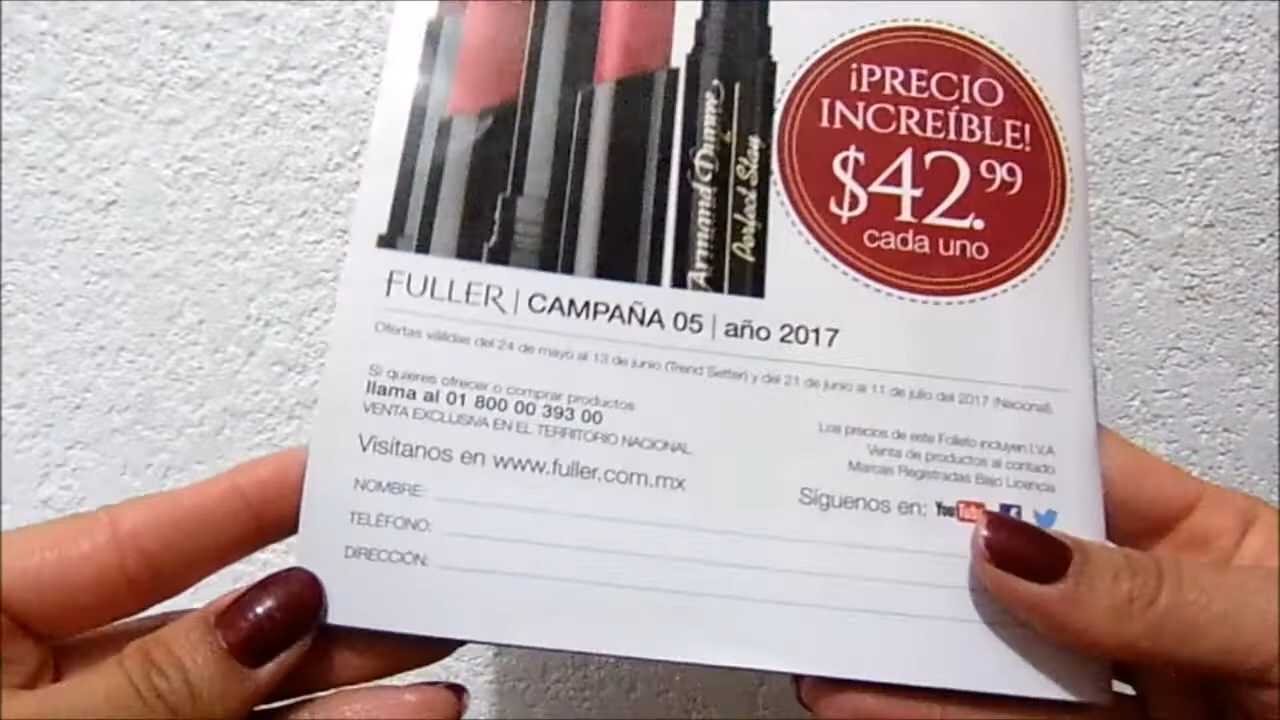 ¡PRECIO
INCREÍBLE!
$42.99
cada uno
Armand Dupree
Perfect Stay
FULLER | CAMPAÑA 05 | año 2017
Ofertas válidas del 24 de mayo al 13 de junio (Trend Setter) y del 21 de junio al 11 de julio del 2017 (Nacional).
Si quieres ofrecer o comprar productos
llama al 01 800 00 393 00
VENTA EXCLUSIVA EN EL TERRITORIO NACIONAL
Visítanos en www.fuller.com.mx
Los precios de este Folleto incluyen I.V.A
Venta de productos al contado
Marcas Registradas Bajo Licencia
Síguenos en: YouTube
NOMBRE:
TELÉFONO:
DIRECCIÓN: